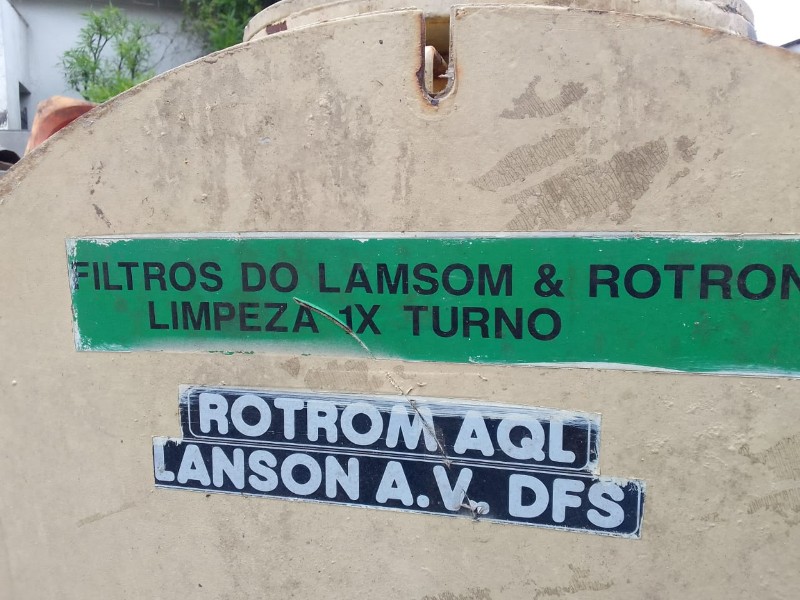 FILTROS DO LAMSOM & ROTRON
LIMPEZA 1X TURNO
ROTROM AQL
LANSON A.V. DFS